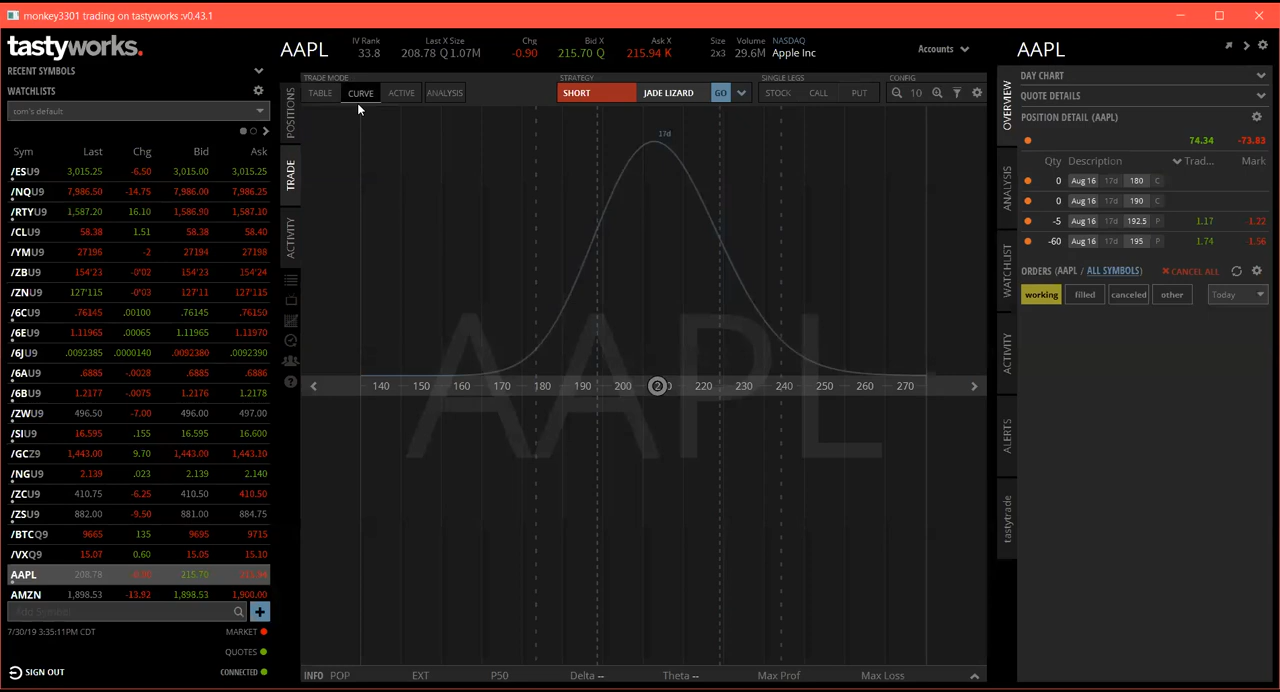 monkey3301 trading on tastyworks :v0.43.1
tastyworks.
RECENT SYMBOLS
WATCHLISTS
tom's default
Sym Last Chg Bid Ask
/ESU9 3,015.25 -6.50 3,015.00 3,015.25
/NQU9 7,986.50 -14.75 7,986.00 7,986.25
/RTYU9 1,587.20 16.10 1,586.90 1,587.10
/CLU9 58.38 1.51 58.38 58.40
/YMU9 27196 -2 27194 27198
/ZBU9 154'23 -0'02 154'23 154'24
/ZNU9 127'115 -0'03 127'11 127'115
/6CU9 .76145 .00100 .76145 .76150
/6EU9 1.11965 .00065 1.11965 1.11970
/6JU9 .0092385 .0000140 .0092380 .0092390
/6AU9 .6885 -.0028 .6885 .6886
/6BU9 1.2177 -.0075 1.2176 1.2178
/ZWU9 496.50 -7.00 496.00 497.00
/SIU9 16.595 .155 16.595 16.600
/GCZ9 1,443.00 9.70 1,443.00 1,443.10
/NGU9 2.139 .023 2.139 2.140
/ZCU9 410.75 -6.25 410.50 410.50
/ZSU9 882.00 -9.50 881.00 884.75
/BTCQ9 9665 135 9695 9715
/VXQ9 15.07 0.60 15.05 15.10
AAPL 208.78 -0.90 215.70 215.94
AMZN 1,898.53 -13.92 1,898.53 1,900.00
Add Symbol
7/30/19 3:35:11PM CDT MARKET
QUOTES
SIGN OUT CONNECTED
POSITIONS
TRADE
ACTIVITY
AAPL
IV Rank Last X Size Chg Bid X Ask X Size Volume NASDAQ
33.8 208.78 Q 1.07M -0.90 215.70 Q 215.94 K 2x3 29.6M Apple Inc
Accounts
TRADE MODE STRATEGY SINGLE LEGS CONFIG
TABLE CURVE ACTIVE ANALYSIS SHORT JADE LIZARD GO STOCK CALL PUT 10
17d
AAPL
140 150 160 170 180 190 200 2 220 230 240 250 260 270
INFO POP EXT P50 Delta -- Theta -- Max Prof Max Loss
OVERVIEW
ANALYSIS
WATCHLIST
ACTIVITY
ALERTS
tastytrade
AAPL
DAY CHART
QUOTE DETAILS
POSITION DETAIL (AAPL)
74.34 -73.83
Qty Description Trad... Mark
0 Aug 16 17d 180 C
0 Aug 16 17d 190 C
-5 Aug 16 17d 192.5 P 1.17 -1.22
-60 Aug 16 17d 195 P 1.74 -1.56
ORDERS (AAPL / ALL SYMBOLS) CANCEL ALL
working filled canceled other Today